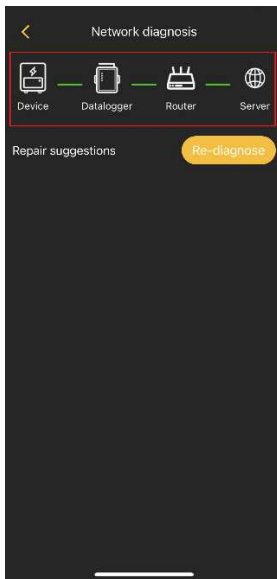 Network diagnosis
Device Datalogger Router Server
Repair suggestions Re-diagnose